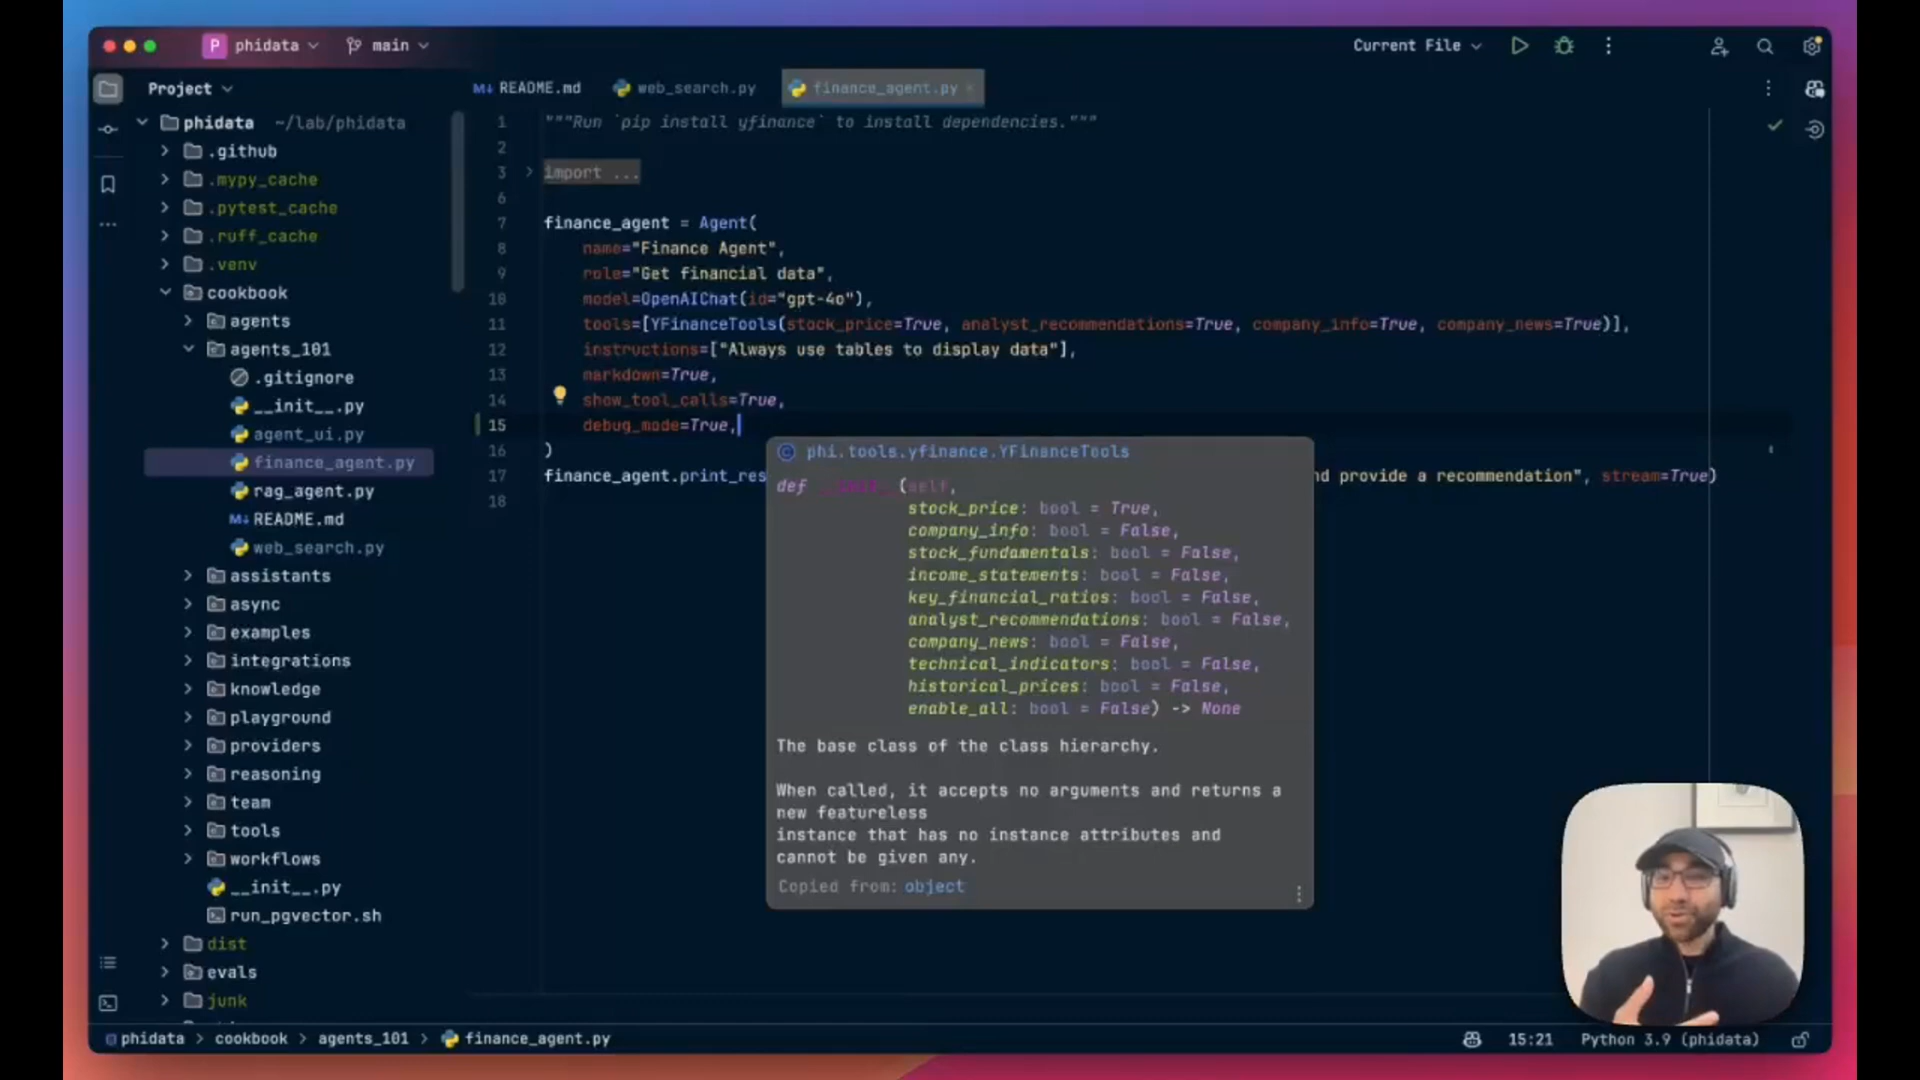 P phidata main Current File
Project
README.md web_search.py finance_agent.py
phidata ~/lab/phidata
.github
.mypy_cache
.pytest_cache
.ruff_cache
.venv
cookbook
agents
agents_101
.gitignore
__init__.py
agent_ui.py
finance_agent.py
rag_agent.py
README.md
web_search.py
assistants
async
examples
integrations
knowledge
playground
providers
reasoning
team
tools
workflows
__init__.py
run_pgvector.sh
dist
evals
junk
1 """Run `pip install yfinance` to install dependencies."""
2
3 import ...
6
7 finance_agent = Agent(
8 name="Finance Agent",
9 role="Get financial data",
10 model=OpenAIChat(id="gpt-4o"),
11 tools=[YFinanceTools(stock_price=True, analyst_recommendations=True, company_info=True, company_news=True)],
12 instructions=["Always use tables to display data"],
13 markdown=True,
14 show_tool_calls=True,
15 debug_mode=True,
16 )
17 finance_agent.print_res nd provide a recommendation", stream=True)
18
phi.tools.yfinance.YFinanceTools
def __init__(self,
stock_price: bool = True,
company_info: bool = False,
stock_fundamentals: bool = False,
income_statements: bool = False,
key_financial_ratios: bool = False,
analyst_recommendations: bool = False,
company_news: bool = False,
technical_indicators: bool = False,
historical_prices: bool = False,
enable_all: bool = False) -> None
The base class of the class hierarchy.
When called, it accepts no arguments and returns a
new featureless
instance that has no instance attributes and
cannot be given any.
Copied from: object
phidata > cookbook > agents_101 > finance_agent.py 15:21 Python 3.9 (phidata)